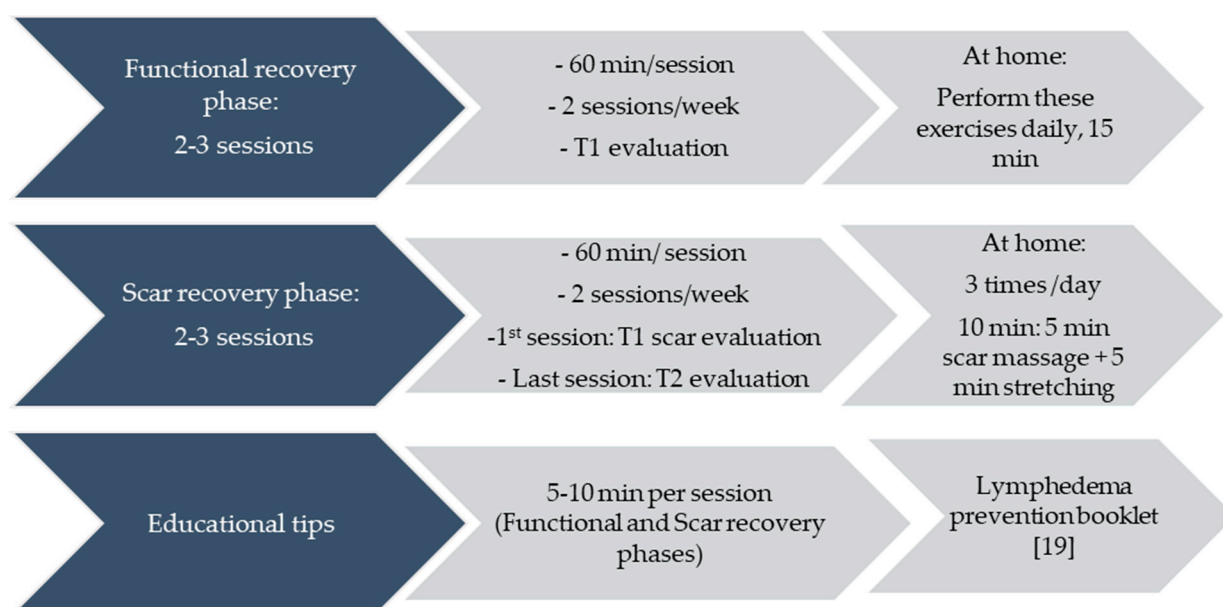 Functional recovery
phase:
2-3 sessions
- 60 min/session
- 2 sessions/week
- T1 evaluation
At home:
Perform these
exercises daily, 15
min
Scar recovery phase:
2-3 sessions
- 60 min/ session
- 2 sessions/week
-1st session: T1 scar evaluation
- Last session: T2 evaluation
At home:
3 times /day
10 min: 5 min
scar massage + 5
min stretching
Educational tips
5-10 min per session
(Functional and Scar recovery
phases)
Lymphedema
prevention booklet
[19]